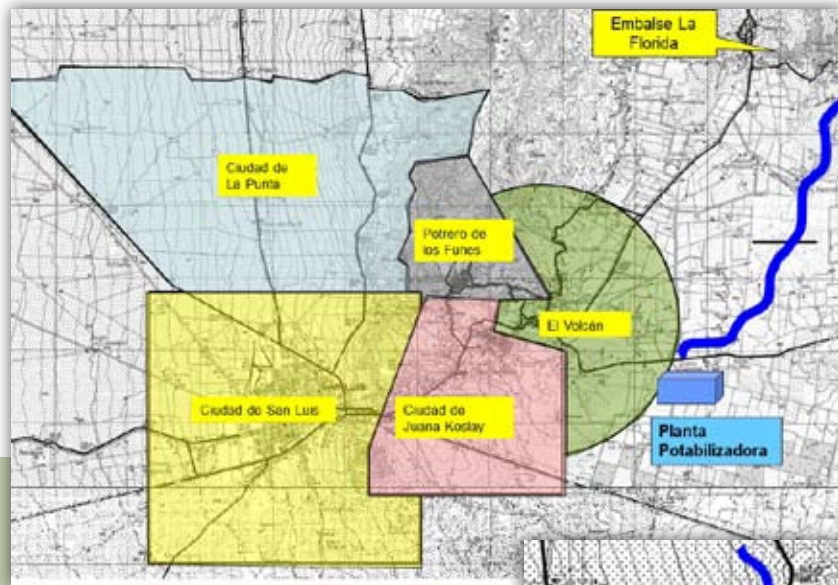 Embalse La
Florida
Ciudad de
La Punta
Potrero de
los Funes
El Volcán
Ciudad de San Luis
Ciudad de
Juana Koslay
Planta
Potabilizadora